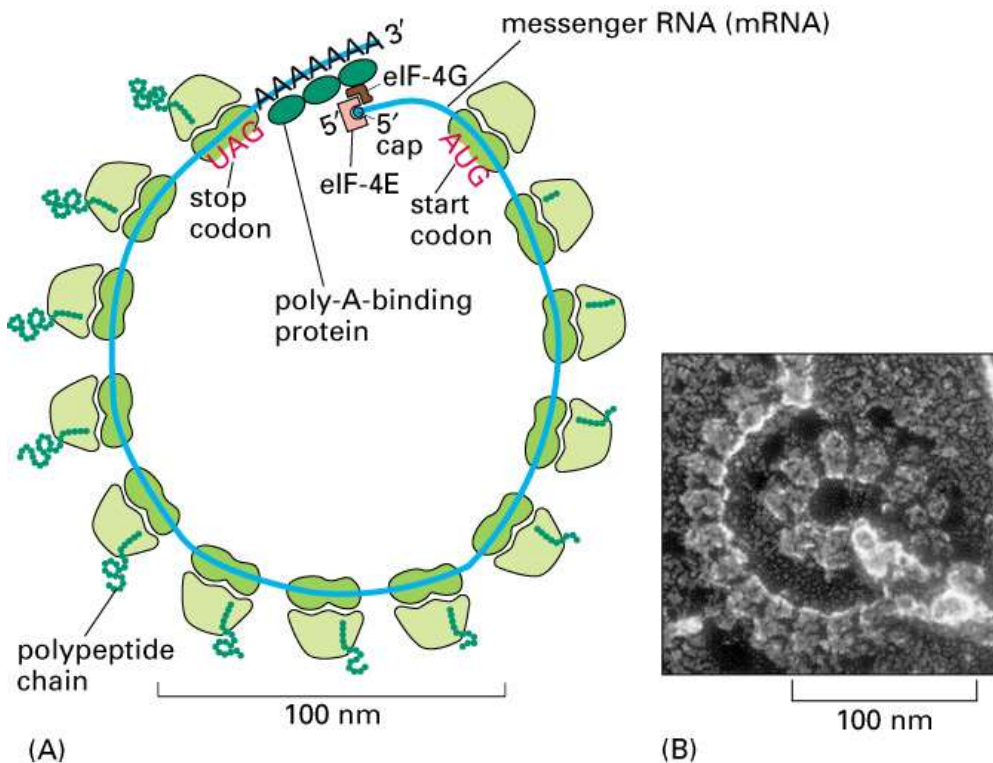 AAAAAAA 3′
messenger RNA (mRNA)
eIF-4G
5′
5′
cap
UAG
AUG
eIF-4E
stop
codon
start
codon
poly-A-binding
protein
polypeptide
chain
100 nm
100 nm
(A)
(B)